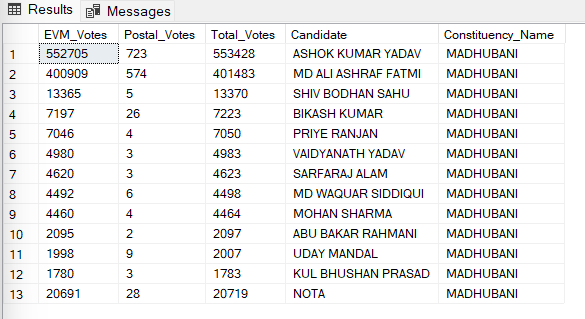 Results Messages
EVM_Votes Postal_Votes Total_Votes Candidate Constituency_Name
1 552705 723 553428 ASHOK KUMAR YADAV MADHUBANI
2 400909 574 401483 MD ALI ASHRAF FATMI MADHUBANI
3 13365 5 13370 SHIV BODHAN SAHU MADHUBANI
4 7197 26 7223 BIKASH KUMAR MADHUBANI
5 7046 4 7050 PRIYE RANJAN MADHUBANI
6 4980 3 4983 VAIDYANATH YADAV MADHUBANI
7 4620 3 4623 SARFARAJ ALAM MADHUBANI
8 4492 6 4498 MD WAQUAR SIDDIQUI MADHUBANI
9 4460 4 4464 MOHAN SHARMA MADHUBANI
10 2095 2 2097 ABU BAKAR RAHMANI MADHUBANI
11 1998 9 2007 UDAY MANDAL MADHUBANI
12 1780 3 1783 KUL BHUSHAN PRASAD MADHUBANI
13 20691 28 20719 NOTA MADHUBANI